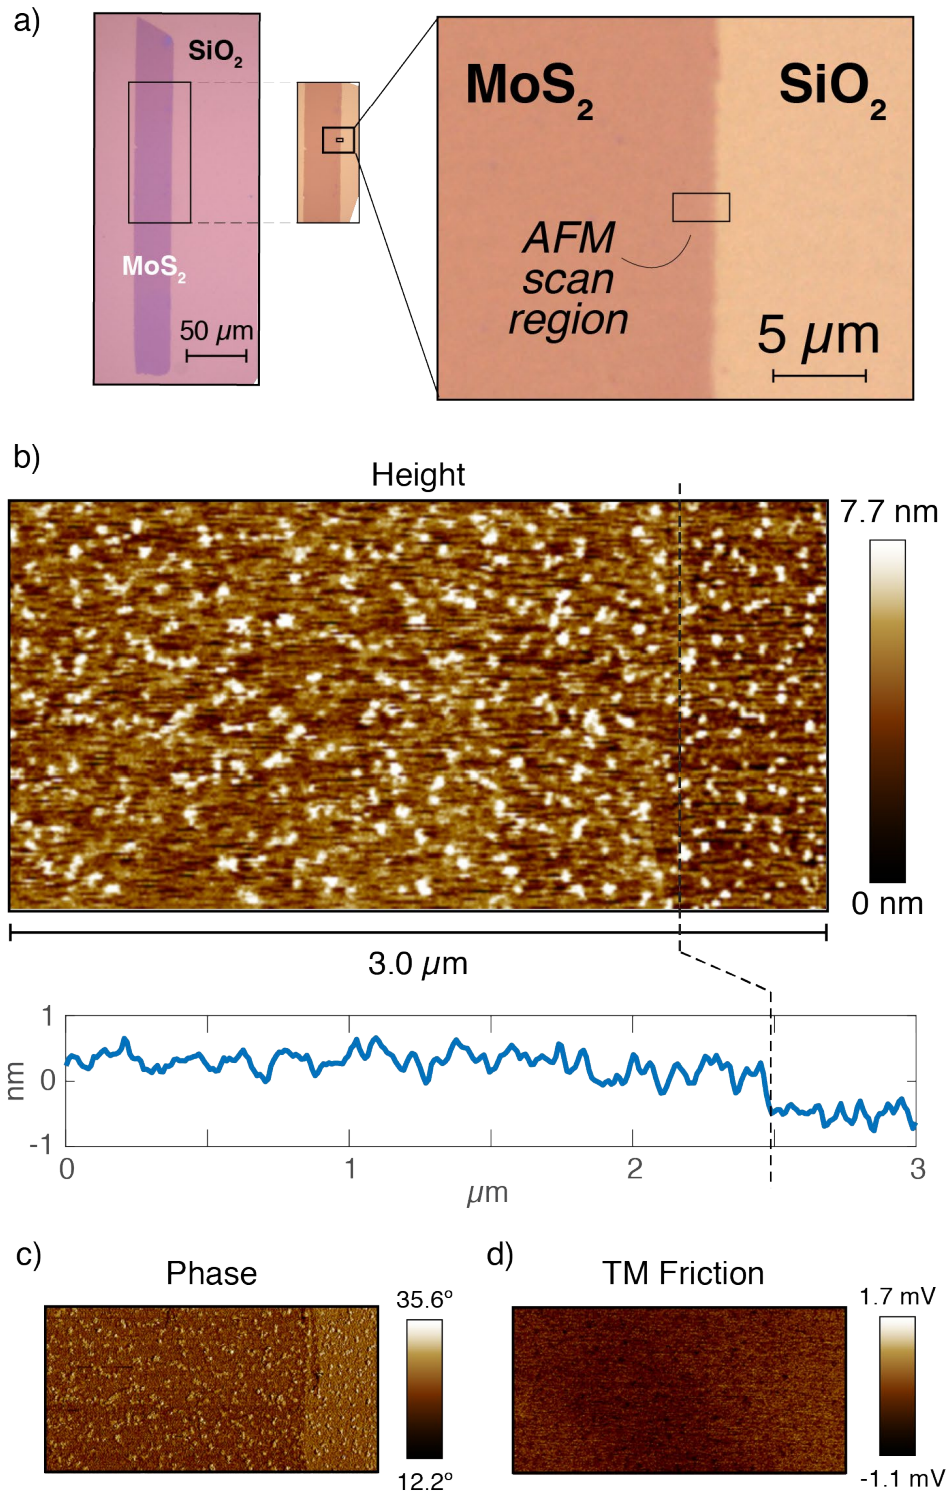 a)
SiO2
MoS2
50 µm
MoS2
SiO2
AFM
scan
region
5 µm
b)
Height
7.7 nm
0 nm
3.0 µm
1
0
-1
nm
0
1
2
3
µm
c)
Phase
35.6º
12.2º
d)
TM Friction
1.7 mV
-1.1 mV